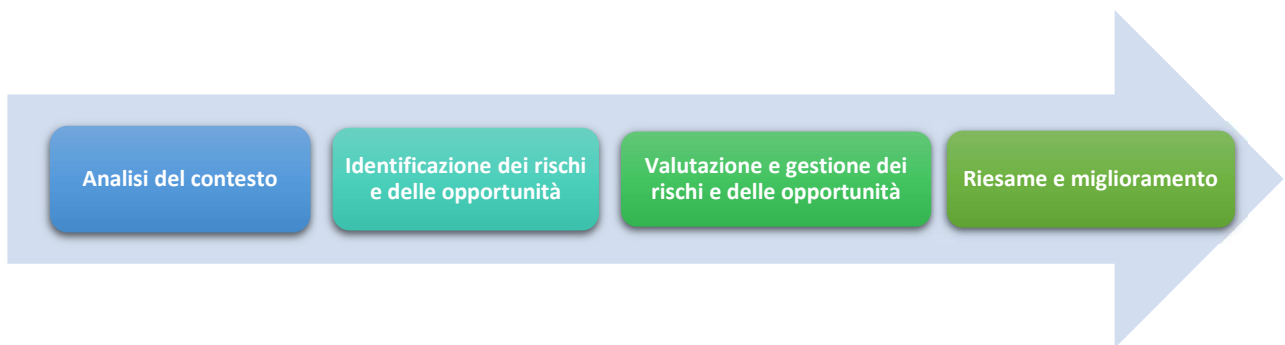 Analisi del contesto
Identificazione dei rischi
e delle opportunità
Valutazione e gestione dei
rischi e delle opportunità
Riesame e miglioramento